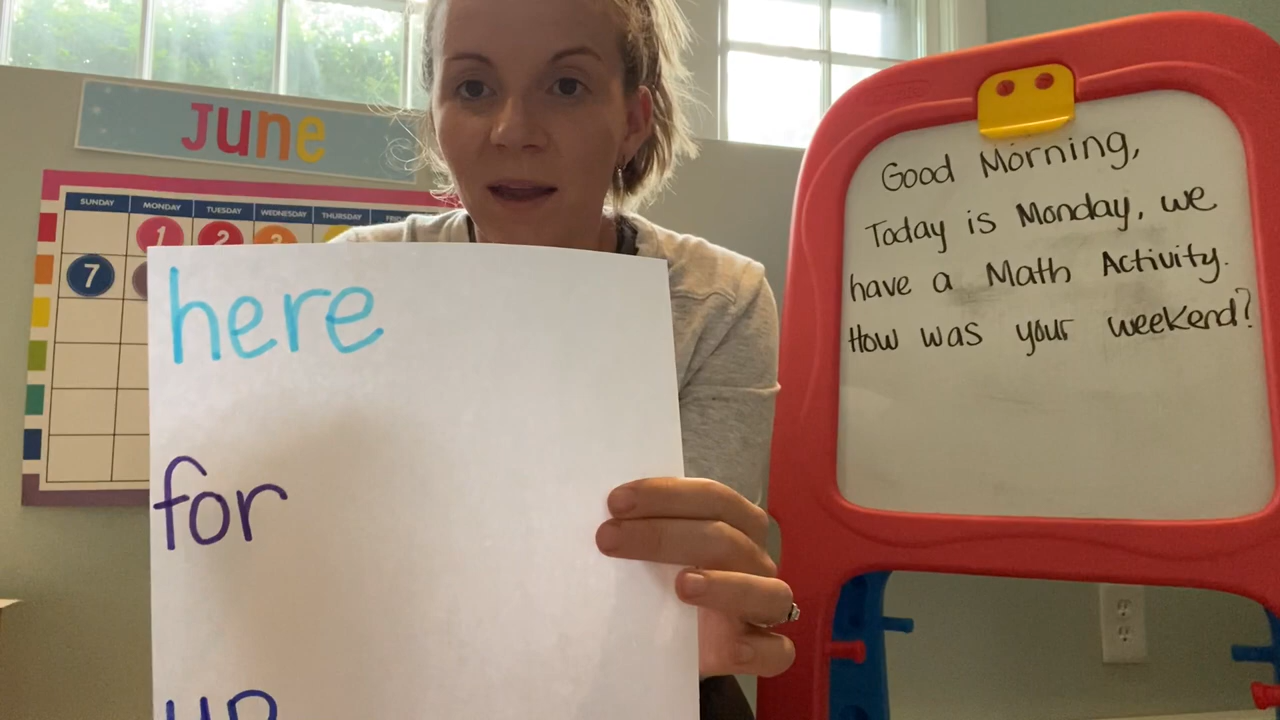 June
SUNDAY MONDAY TUESDAY WEDNESDAY THURSDAY
1 2
7
here
for
up
Good Morning,
Today is Monday, we
have a Math Activity.
How was your weekend?